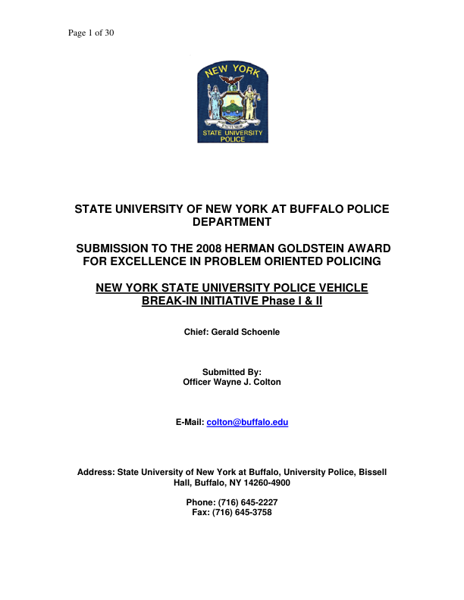 Page 1 of 30
NEW YORK
STATE UNIVERSITY
POLICE
STATE UNIVERSITY OF NEW YORK AT BUFFALO POLICE
DEPARTMENT
SUBMISSION TO THE 2008 HERMAN GOLDSTEIN AWARD
FOR EXCELLENCE IN PROBLEM ORIENTED POLICING
NEW YORK STATE UNIVERSITY POLICE VEHICLE
BREAK-IN INITIATIVE Phase I & II
Chief: Gerald Schoenle
Submitted By:
Officer Wayne J. Colton
E-Mail: colton@buffalo.edu
Address: State University of New York at Buffalo, University Police, Bissell
Hall, Buffalo, NY 14260-4900
Phone: (716) 645-2227
Fax: (716) 645-3758